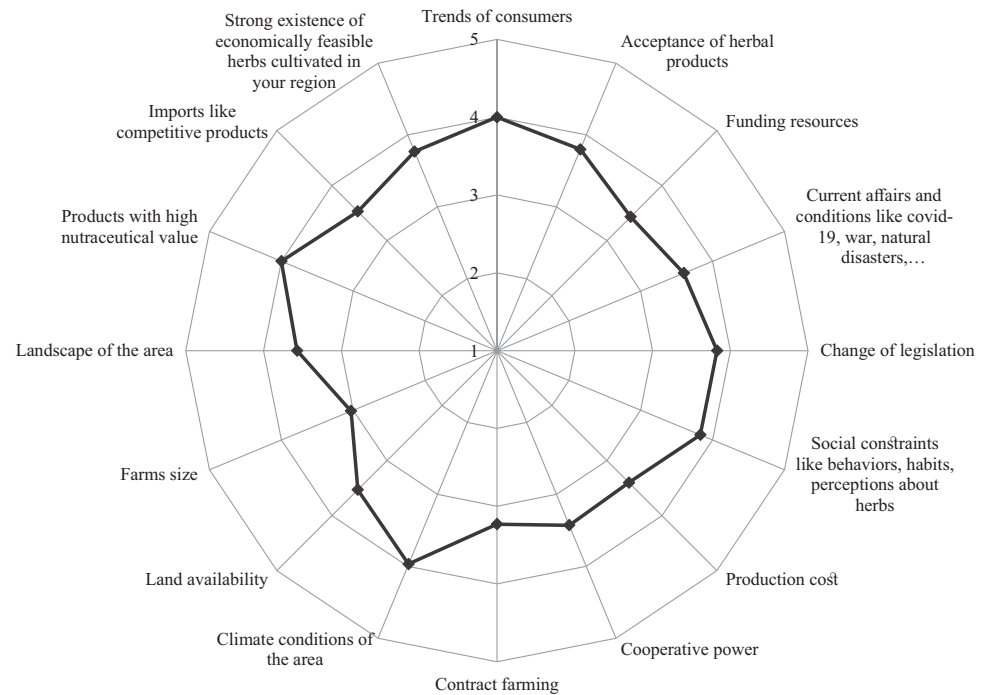 Trends of consumers
Acceptance of herbal
products
Funding resources
Current affairs and
conditions like covid-
19, war, natural
disasters,…
Change of legislation
Social constraints
like behaviors, habits,
perceptions about
herbs
Production cost
Cooperative power
Contract farming
Climate conditions of
the area
Land availability
Farms size
Landscape of the area
Products with high
nutraceutical value
Imports like
competitive products
Strong existence of
economically feasible
herbs cultivated in
your region
5
4
3
2
1